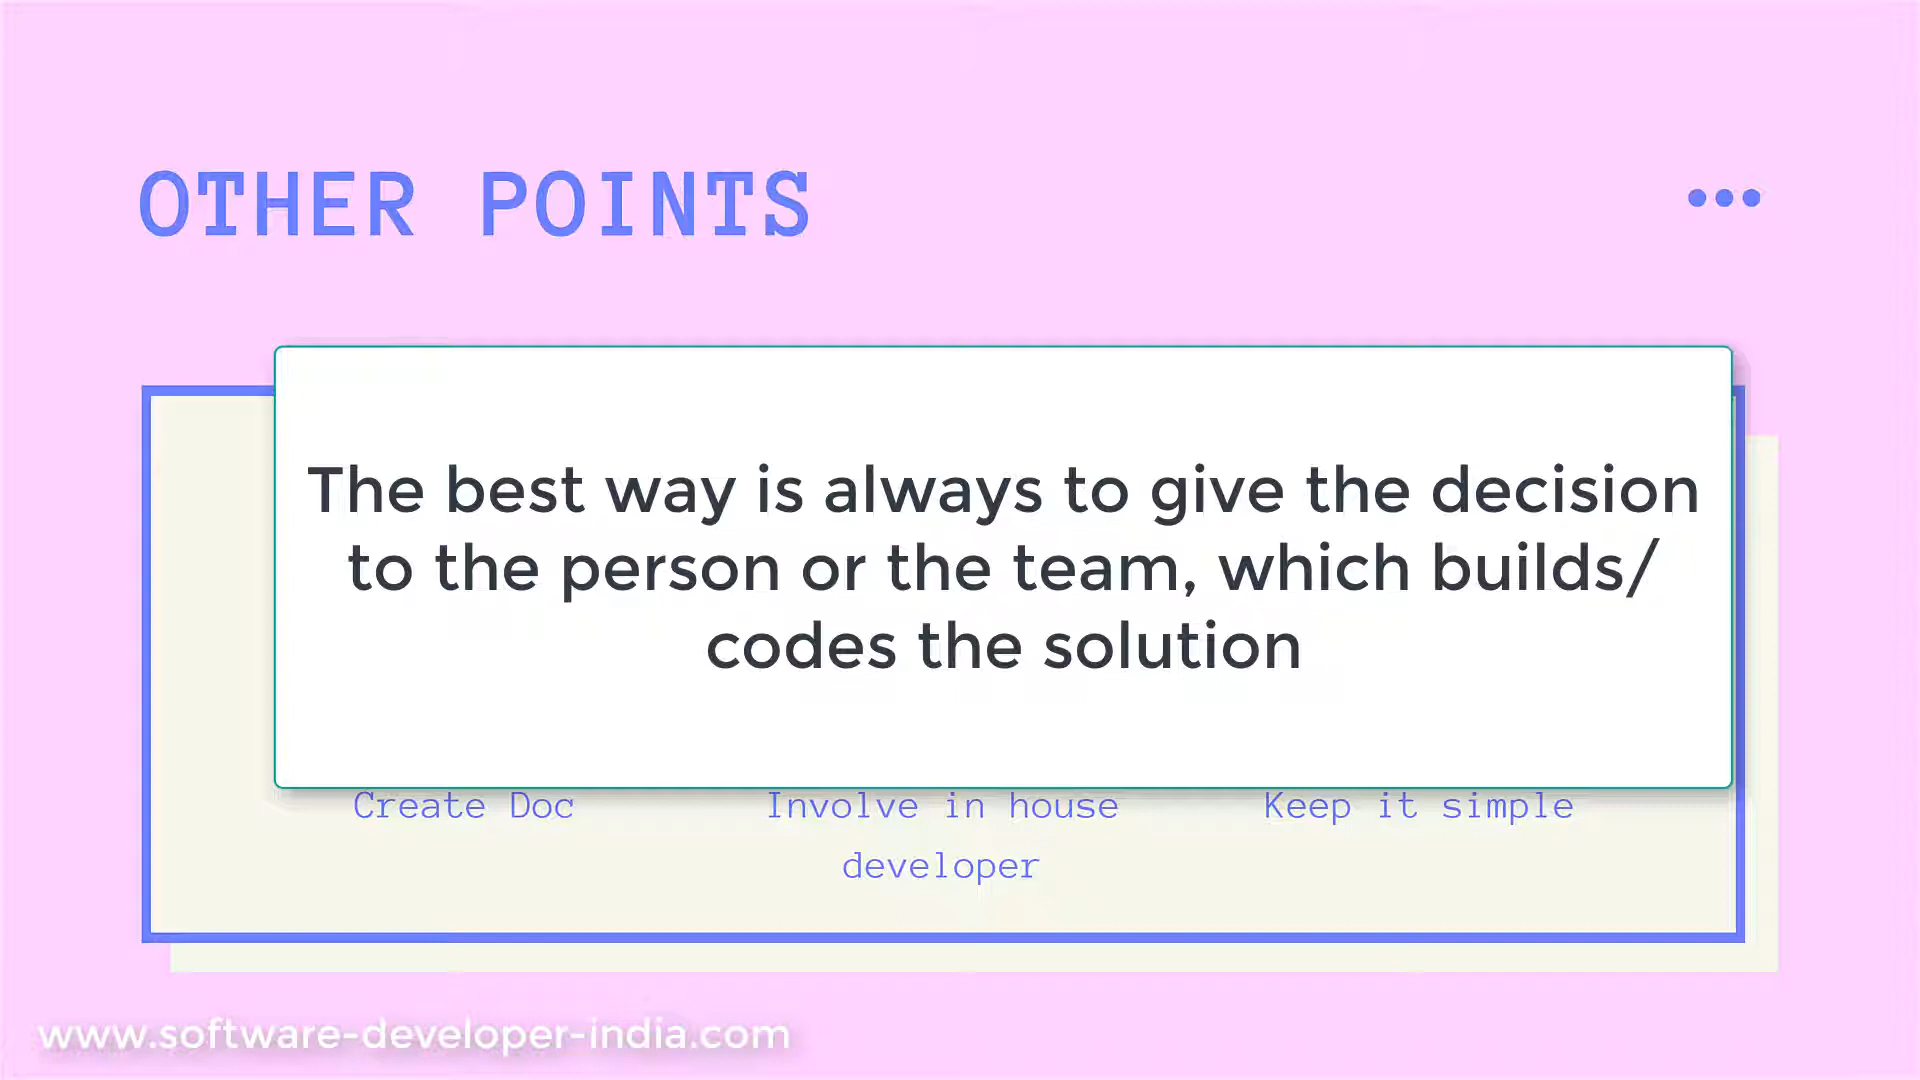 OTHER POINTS
The best way is always to give the decision
to the person or the team, which builds/
codes the solution
Create Doc
Involve in house
developer
Keep it simple
www.software-developer-india.com